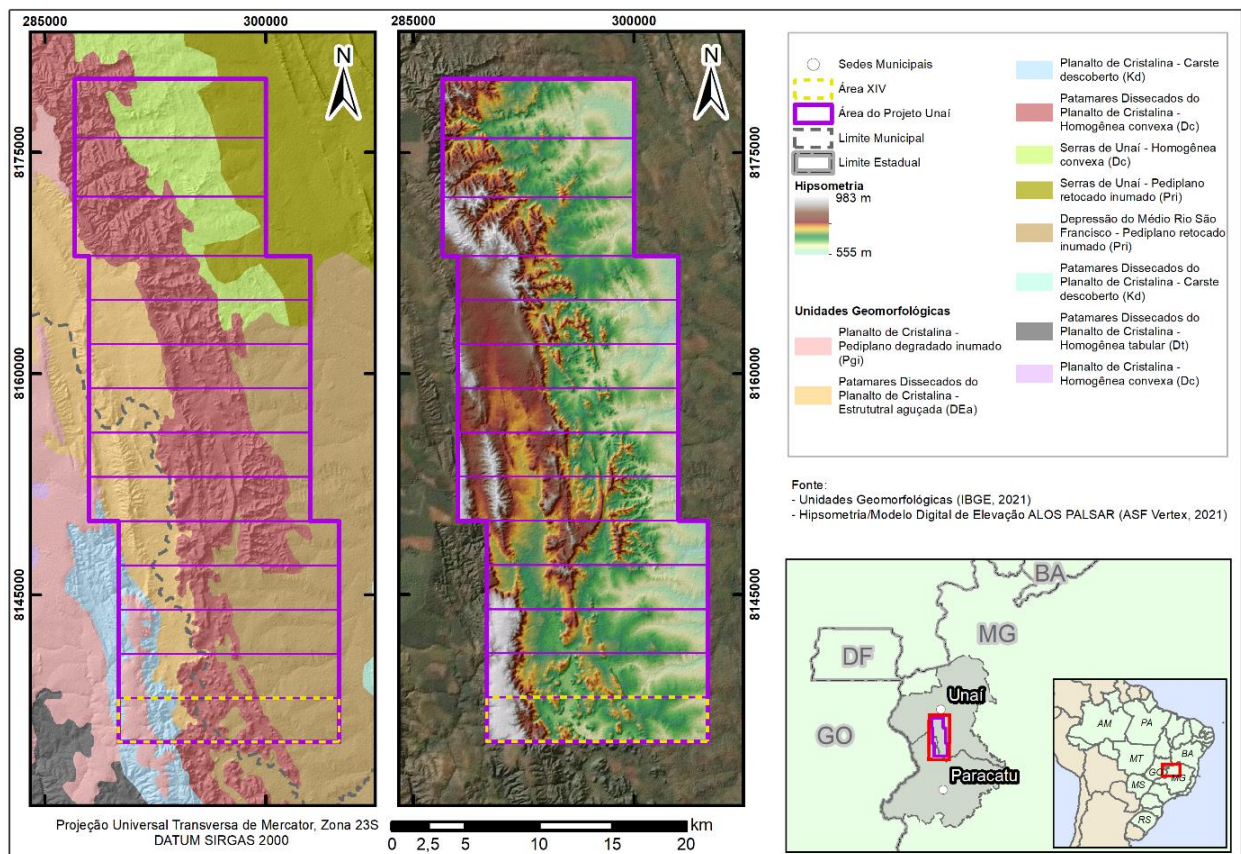 285000
300000
285000
300000
N
N
8175000
8160000
8145000
8175000
8160000
8145000
Projeção Universal Transversa de Mercator, Zona 23S
DATUM SIRGAS 2000
km
0 2,5 5 10 15 20
Sedes Municipais
Área XIV
Área do Projeto Unaí
Limite Municipal
Limite Estadual
Hipsometria
983 m
555 m
Unidades Geomorfológicas
Planalto de Cristalina -
Pediplano degradado inumado
(Pgi)
Patamares Dissecados do
Planalto de Cristalina -
Estrututral aguçada (DEa)
Planalto de Cristalina - Carste
descoberto (Kd)
Patamares Dissecados do
Planalto de Cristalina -
Homogênea convexa (Dc)
Serras de Unaí - Homogênea
convexa (Dc)
Serras de Unaí - Pediplano
retocado inumado (Pri)
Depressão do Médio Rio São
Francisco - Pediplano retocado
inumado (Pri)
Patamares Dissecados do
Planalto de Cristalina - Carste
descoberto (Kd)
Patamares Dissecados do
Planalto de Cristalina -
Homogênea tabular (Dt)
Planalto de Cristalina -
Homogênea convexa (Dc)
Fonte:
- Unidades Geomorfológicas (IBGE, 2021)
- Hipsometria/Modelo Digital de Elevação ALOS PALSAR (ASF Vertex, 2021)
BA
MG
DF
GO
Unaí
Paracatu
AM
PA
MT
BA
GO
MG
MS
RS